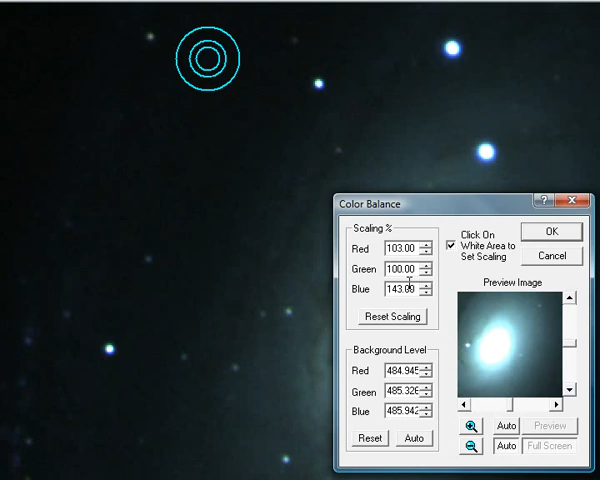 Color Balance
Scaling %
Red 103.00
Green 100.00
Blue 143.00
Reset Scaling
Click On
White Area to
Set Scaling
OK
Cancel
Preview Image
Background Level
Red 484.945
Green 485.326
Blue 485.942
Reset Auto
Auto Preview
Auto Full Screen